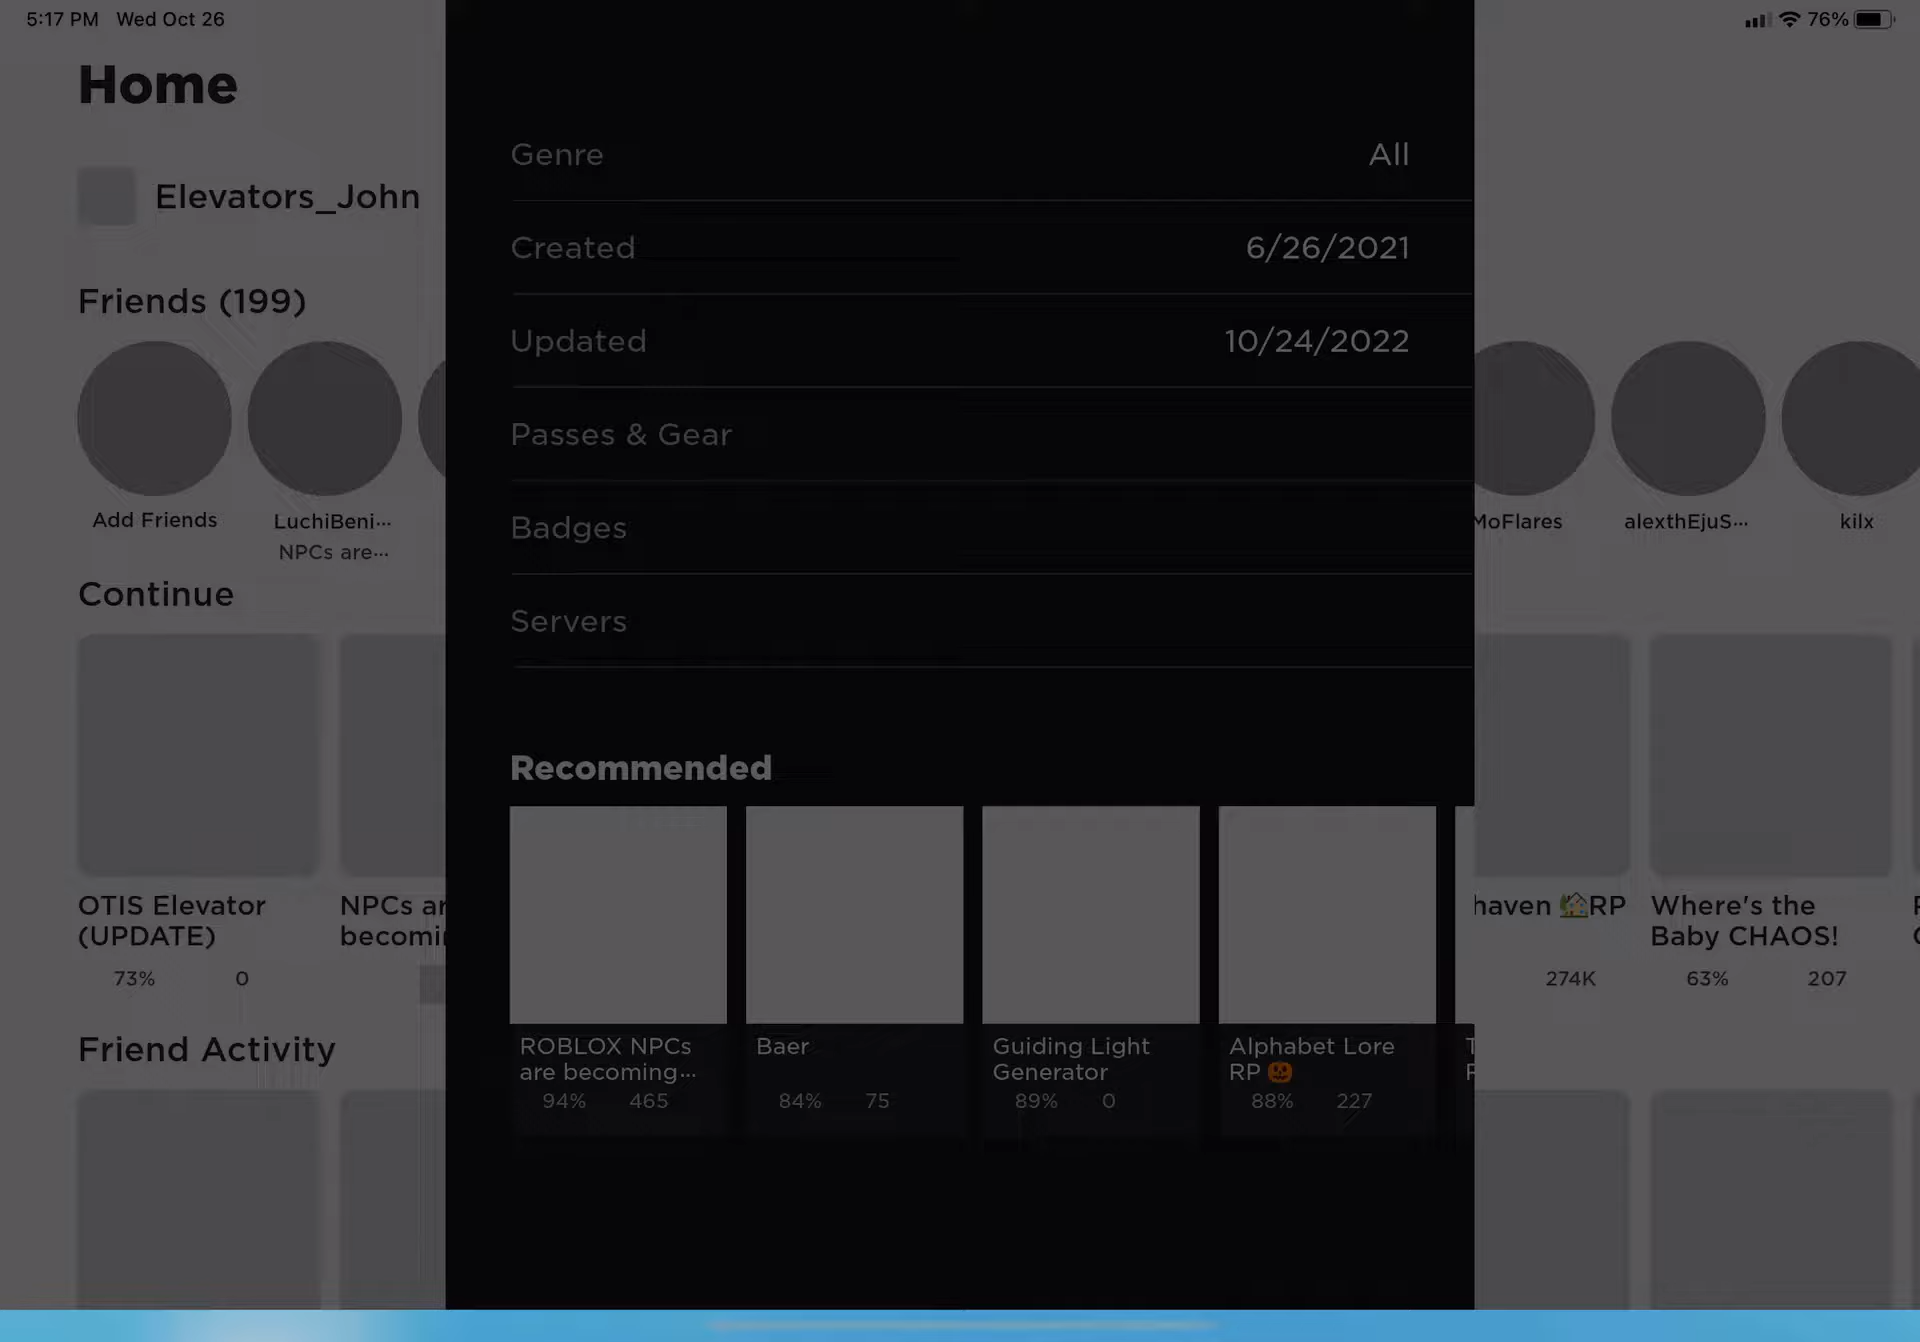 5:17 PM Wed Oct 26
76%
Home
Elevators_John
Friends (199)
Add Friends
LuchiBeni...
NPCs are...
MoFlares
alexthEjuS...
kilx
Continue
OTIS Elevator
(UPDATE)
73% 0
NPCs ar
becomi
haven 🏡RP
274K
Where's the
Baby CHAOS!
63% 207
Friend Activity
Genre All
Created 6/26/2021
Updated 10/24/2022
Passes & Gear
Badges
Servers
Recommended
ROBLOX NPCs
are becoming...
94% 465
Baer
84% 75
Guiding Light
Generator
89% 0
Alphabet Lore
RP 🎃
88% 227